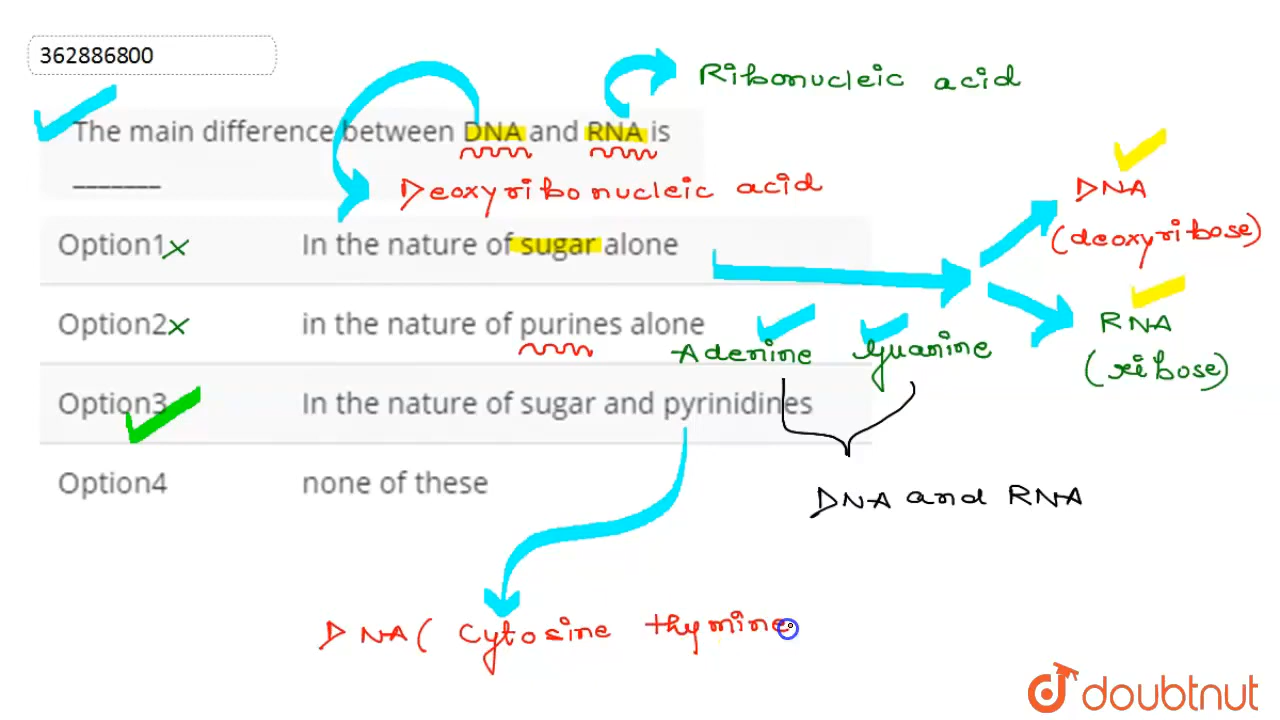 362886800
Ribonucleic acid
The main difference between DNA and RNA is
_______
Deoxyribonucleic acid
DNA
(deoxyribose)
Option1 x In the nature of sugar alone
Option2 x in the nature of purines alone
RNA
(ribose)
Adenine Guanine
Option3 In the nature of sugar and pyrinidines
Option4 none of these
DNA and RNA
DNA ( Cytosine thymine
doubtnut